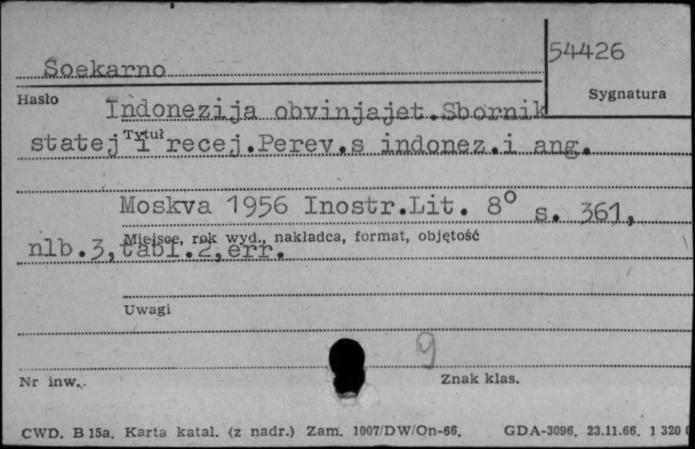 Soekarno
54426
Hasło
Sygnatura
Indonezija obvinjajet.Sbornik
statej i recej.Perev.s indonez.i ang.
Tytuł
Moskva 1956 Inostr.Lit. 8° s. 361,
Miejsce, rok wyd., nakładca, format, objętość
nlb.3,tabl.2,err.
Uwagi
9
Nr inw.
Znak klas.
CWD. B 15a. Karta katal. (z nadr.) Zam. 1007/DW/On-66. GDA-3096. 23.11.66. 1 320